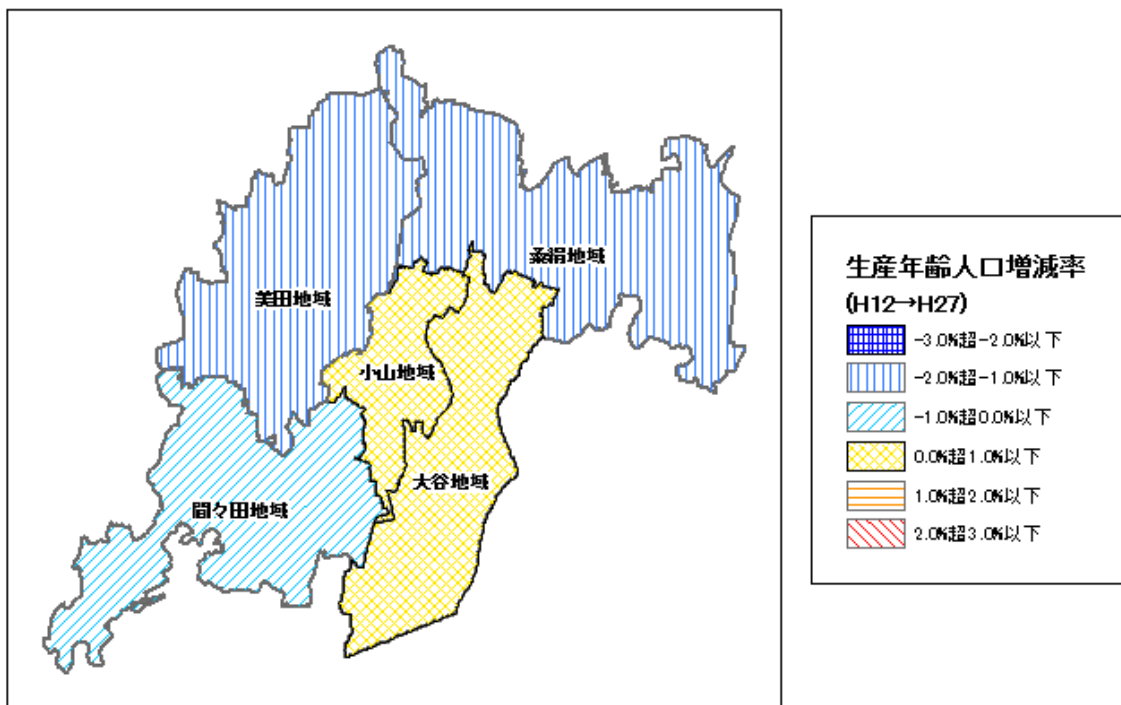 桑絹地域
美田地域
小山地域
大谷地域
間々田地域
生産年齢人口増減率
(H12→H27)
-3.0%超-2.0%以下
-2.0%超-1.0%以下
-1.0%超0.0%以下
0.0%超1.0%以下
1.0%超2.0%以下
2.0%超3.0%以下